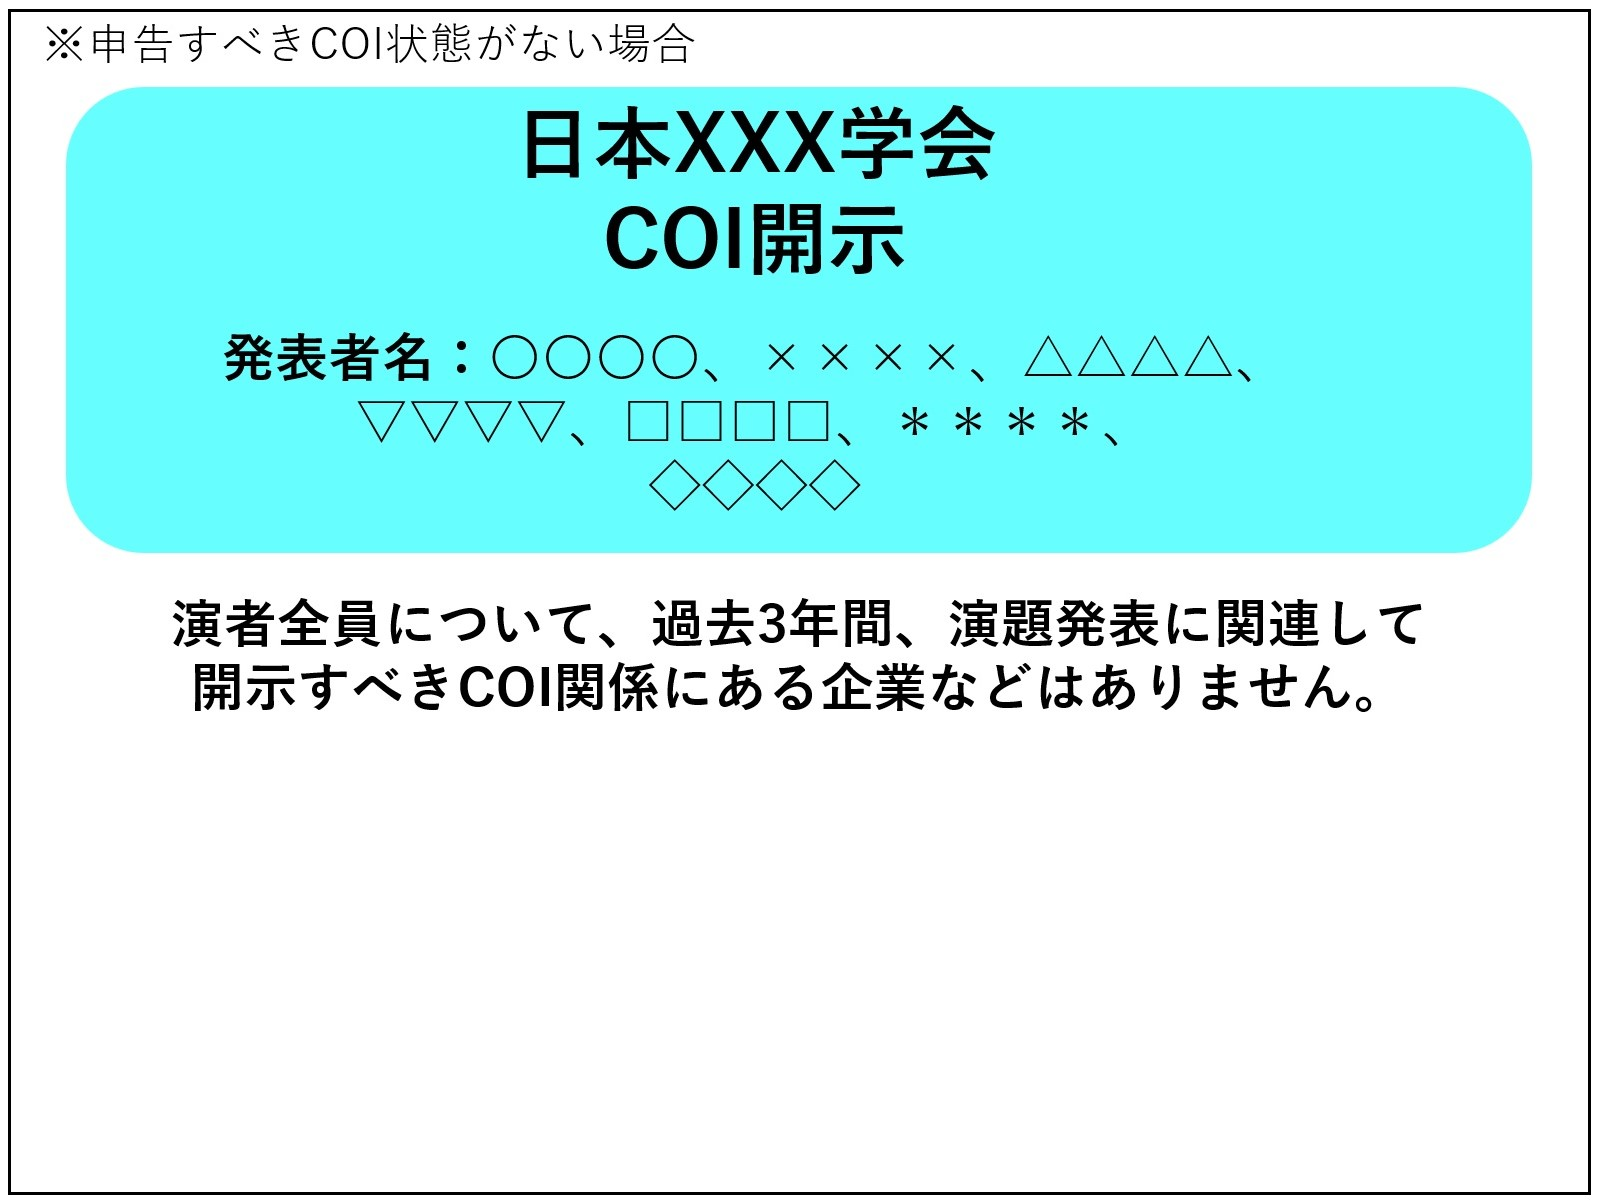 ※申告すべきCOI状態がない場合
日本XXX学会
COI開示
発表者名：〇〇〇〇、××××、△△△△、
▽▽▽▽、□□□□、＊＊＊＊、
◇◇◇◇
演者全員について、過去3年間、演題発表に関連して
開示すべきCOI関係にある企業などはありません。